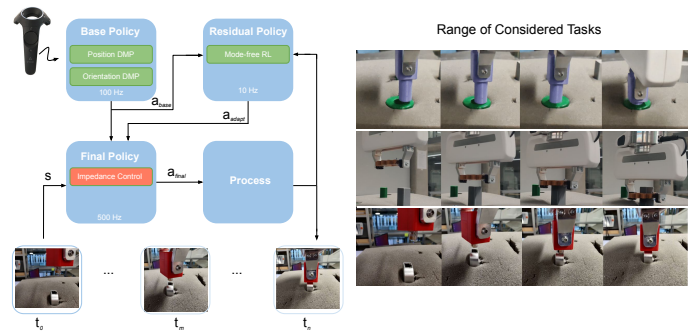 Base Policy
Position DMP
Orientation DMP
100 Hz
Residual Policy
Mode-free RL
10 Hz
a_base
a_adapt
Final Policy
Impedance Control
500 Hz
s
a_final
Process
...
...
t_0
t_m
t_n
Range of Considered Tasks